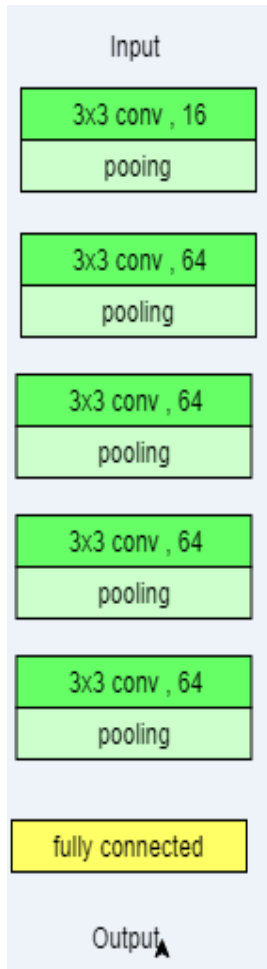 Input
3x3 conv , 16
pooing
3x3 conv , 64
pooling
3x3 conv , 64
pooling
3x3 conv , 64
pooling
3x3 conv , 64
pooling
fully connected
Output